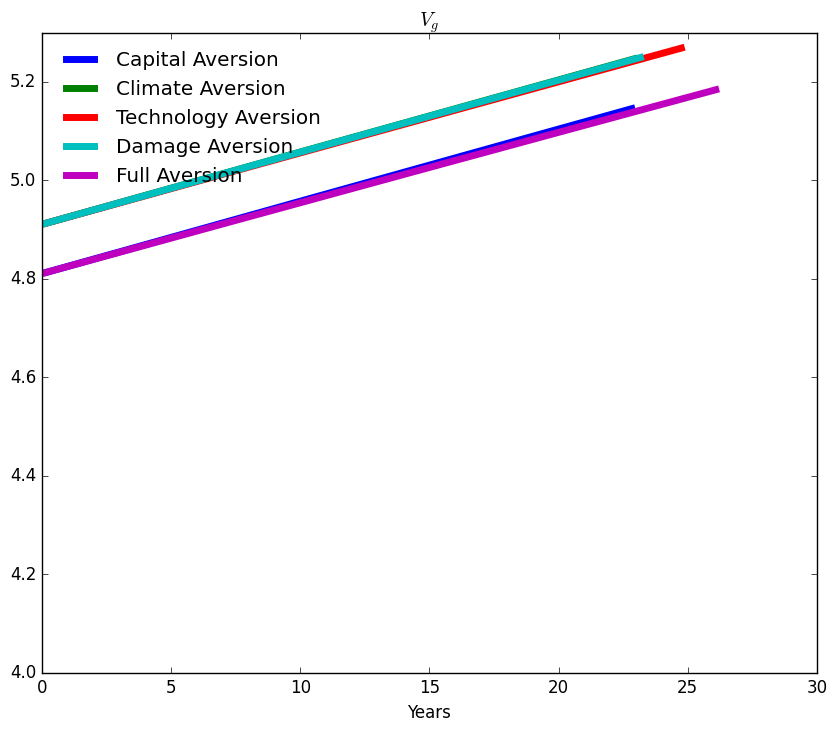 V_g
Capital Aversion
Climate Aversion
Technology Aversion
Damage Aversion
Full Aversion
5.2
5.0
4.8
4.6
4.4
4.2
4.0
0 5 10 15 20 25 30
Years